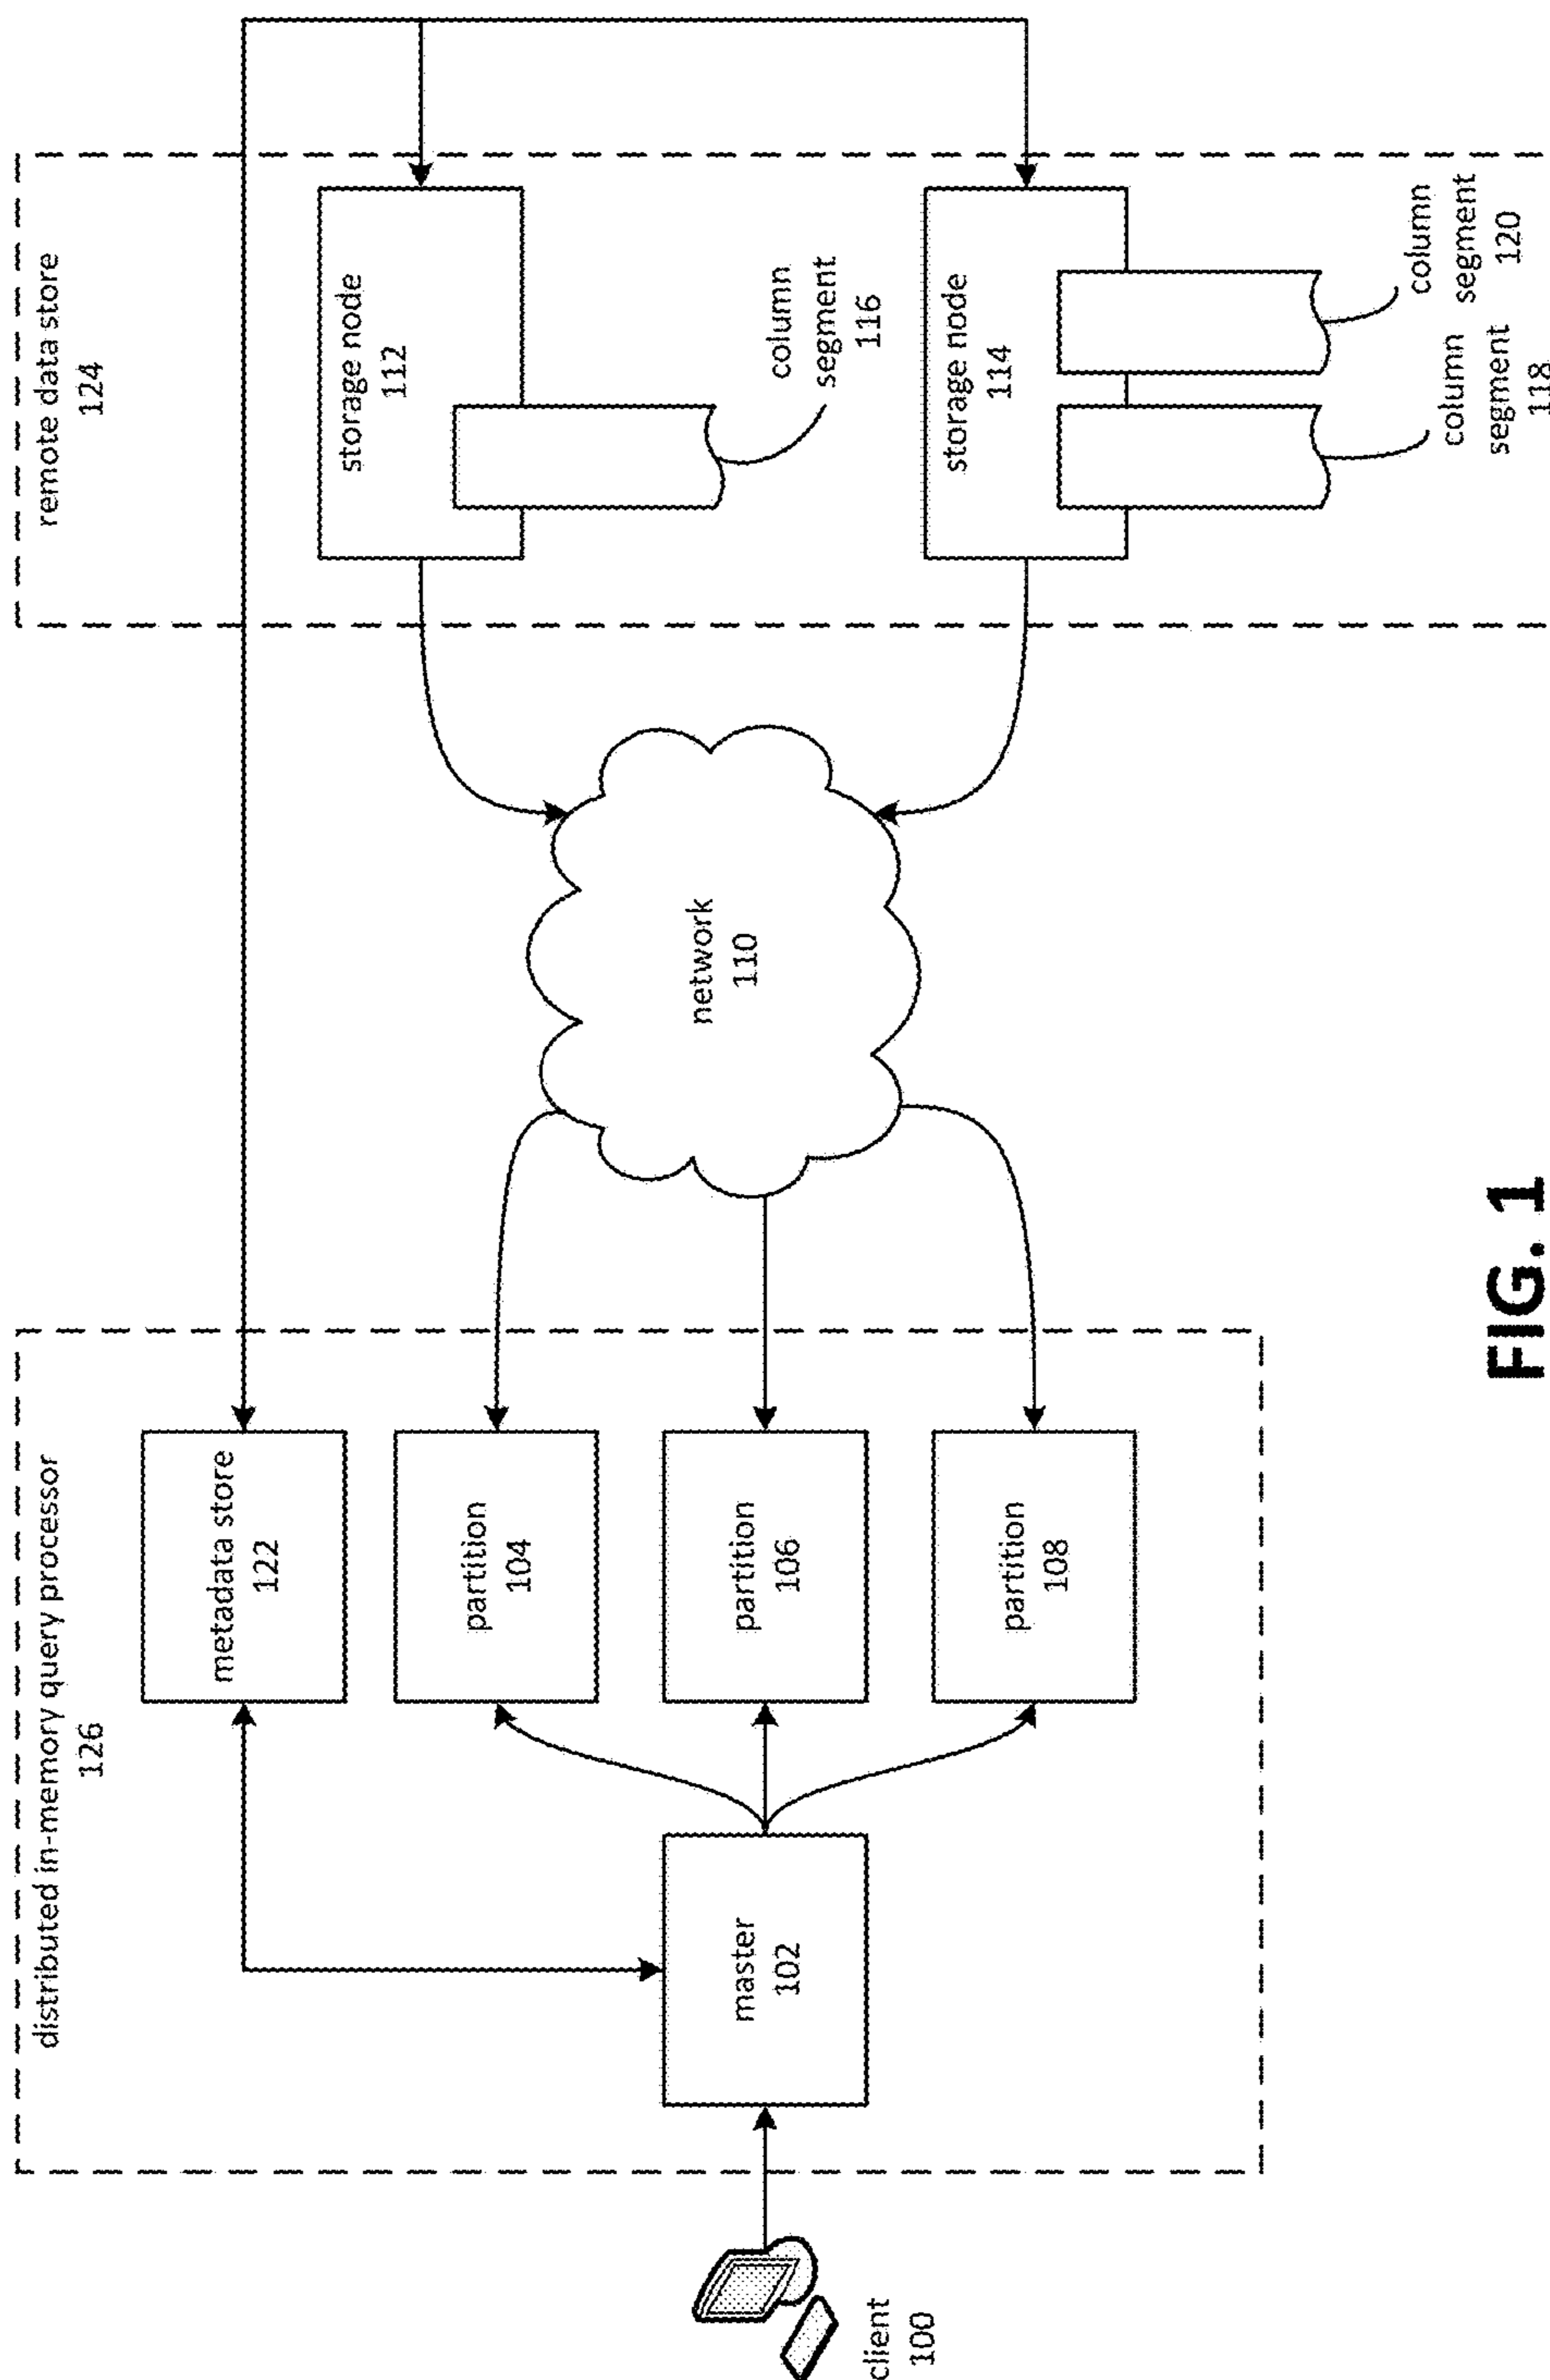 distributed in-memory query processor
126
remote data store
124
metadata store
122
storage node
112
partition
104
column
segment
116
client
100
master
102
partition
106
network
110
partition
108
storage node
114
column
segment
118
column
segment
120
FIG. 1